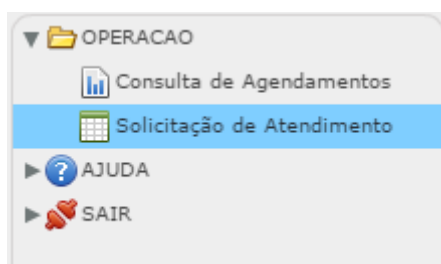 OPERACAO
Consulta de Agendamentos
Solicitação de Atendimento
AJUDA
SAIR